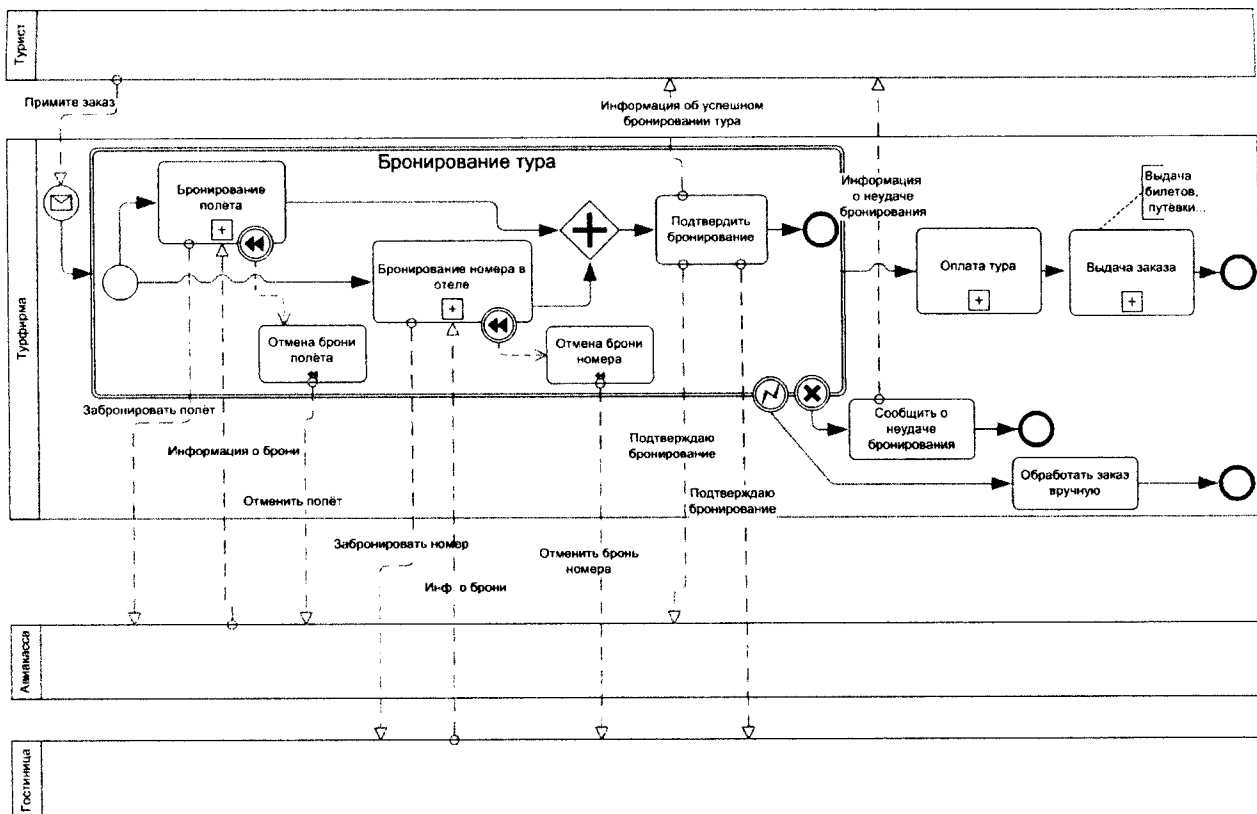 Турист
Примите заказ
Информация об успешном
бронировании тура
Турфирма
Бронирование тура
Бронирование
полёта
Бронирование номера в
отеле
Подтвердить
бронирование
Информация
о неудаче
бронирования
Выдача
билетов,
путёвки...
Оплата тура
Выдача заказа
Отмена брони
полёта
Отмена брони
номера
Сообщить о
неудаче
бронирования
Обработать заказ
вручную
Забронировать полёт
Информация о брони
Отменить полёт
Подтверждаю
бронирование
Подтверждаю
бронирование
Забронировать номер
Отменить бронь
номера
Инф. о брони
Авиакасса
Гостиница